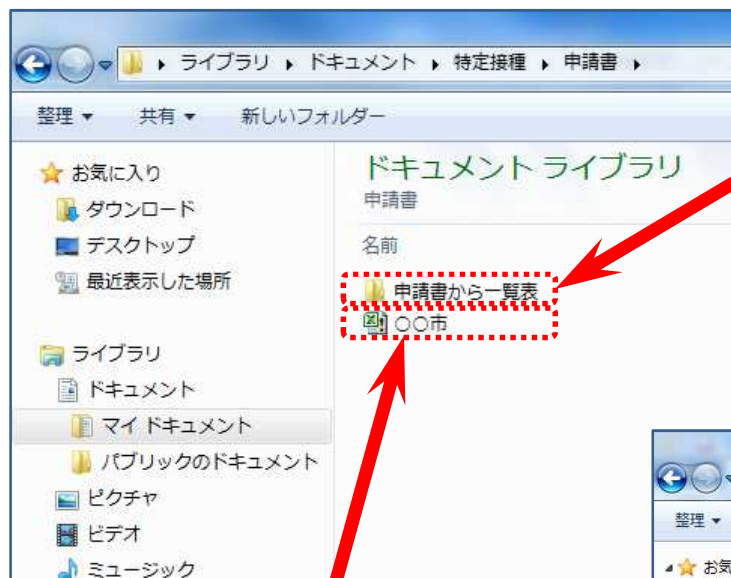 ライブラリ ▶ ドキュメント ▶ 特定接種 ▶ 申請書 ▶
整理 ▼ 共有 ▼ 新しいフォルダー
お気に入り
ダウンロード
デスクトップ
最近表示した場所
ライブラリ
ドキュメント
マイ ドキュメント
パブリックのドキュメント
ピクチャ
ビデオ
ミュージック
ドキュメント ライブラリ
申請書
名前
申請書から一覧表
○○市
整理 ▼
お気